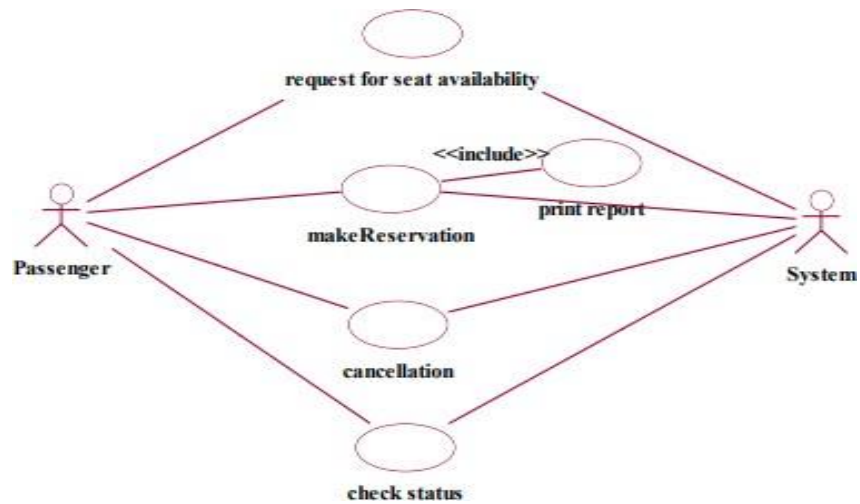 request for seat availability
<<include>>
print report
makeReservation
Passenger
System
cancellation
check status